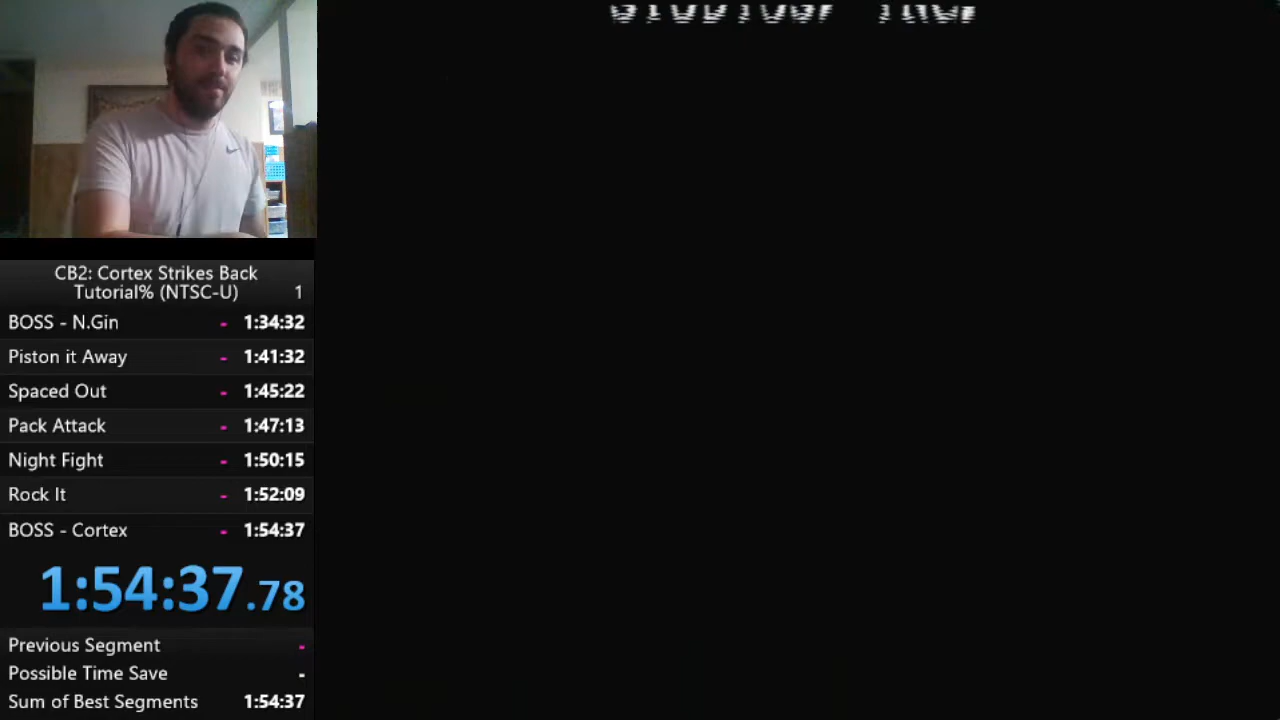 CB2: Cortex Strikes Back
Tutorial% (NTSC-U) 1
BOSS - N.Gin - 1:34:32
Piston it Away - 1:41:32
Spaced Out - 1:45:22
Pack Attack - 1:47:13
Night Fight - 1:50:15
Rock It - 1:52:09
BOSS - Cortex - 1:54:37
1:54:37.78
Previous Segment -
Possible Time Save -
Sum of Best Segments 1:54:37